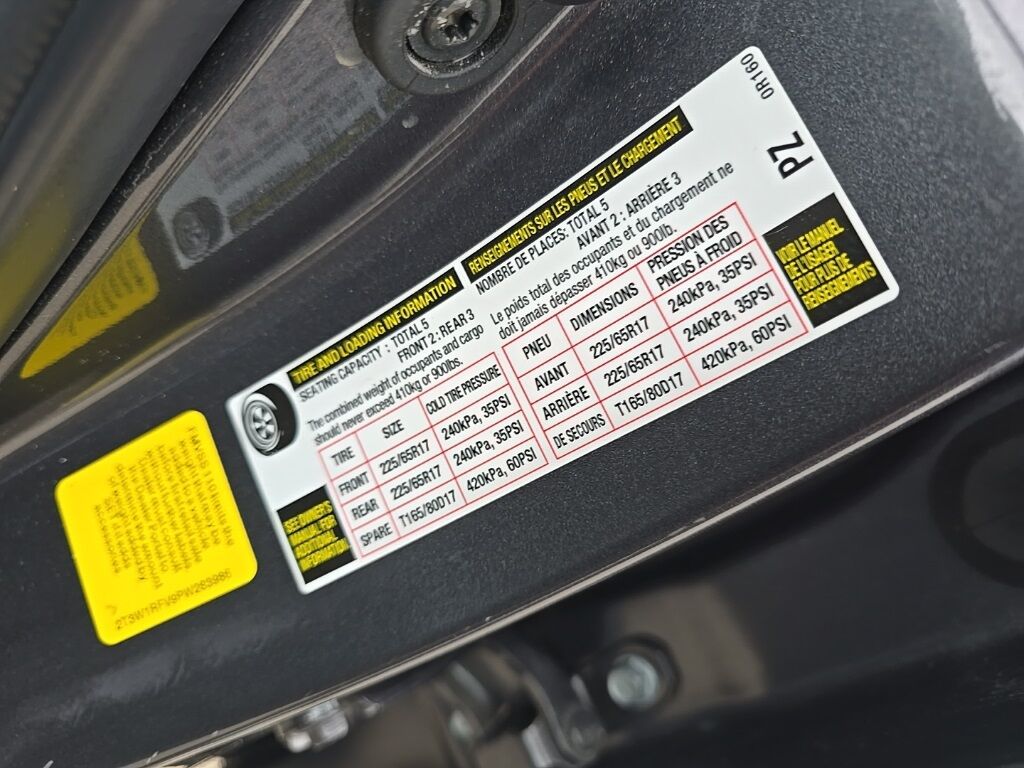 TIRE AND LOADING INFORMATION
SEATING CAPACITY : TOTAL 5
FRONT 2 : REAR 3
The combined weight of occupants and cargo
should never exceed 410kg or 900lbs.
TIRE SIZE COLD TIRE PRESSURE
FRONT 225/65R17 240kPa, 35PSI
REAR 225/65R17 240kPa, 35PSI
SPARE T165/80D17 420kPa, 60PSI
SEE OWNER'S
MANUAL FOR
ADDITIONAL
INFORMATION
RENSEIGNEMENTS SUR LES PNEUS ET LE CHARGEMENT
NOMBRE DE PLACES: TOTAL 5
AVANT 2 : ARRIÈRE 3
Le poids total des occupants et du chargement ne
doit jamais dépasser 410kg ou 900lb.
PNEU DIMENSIONS PRESSION DES
PNEUS À FROID
AVANT 225/65R17 240kPa, 35PSI
ARRIÈRE 225/65R17 240kPa, 35PSI
DE SECOURS T165/80D17 420kPa, 60PSI
VOIR LE MANUEL
DE L'USAGER
POUR PLUS DE
RENSEIGNEMENTS
0R160
PZ
2T3W1RFV9PW263986